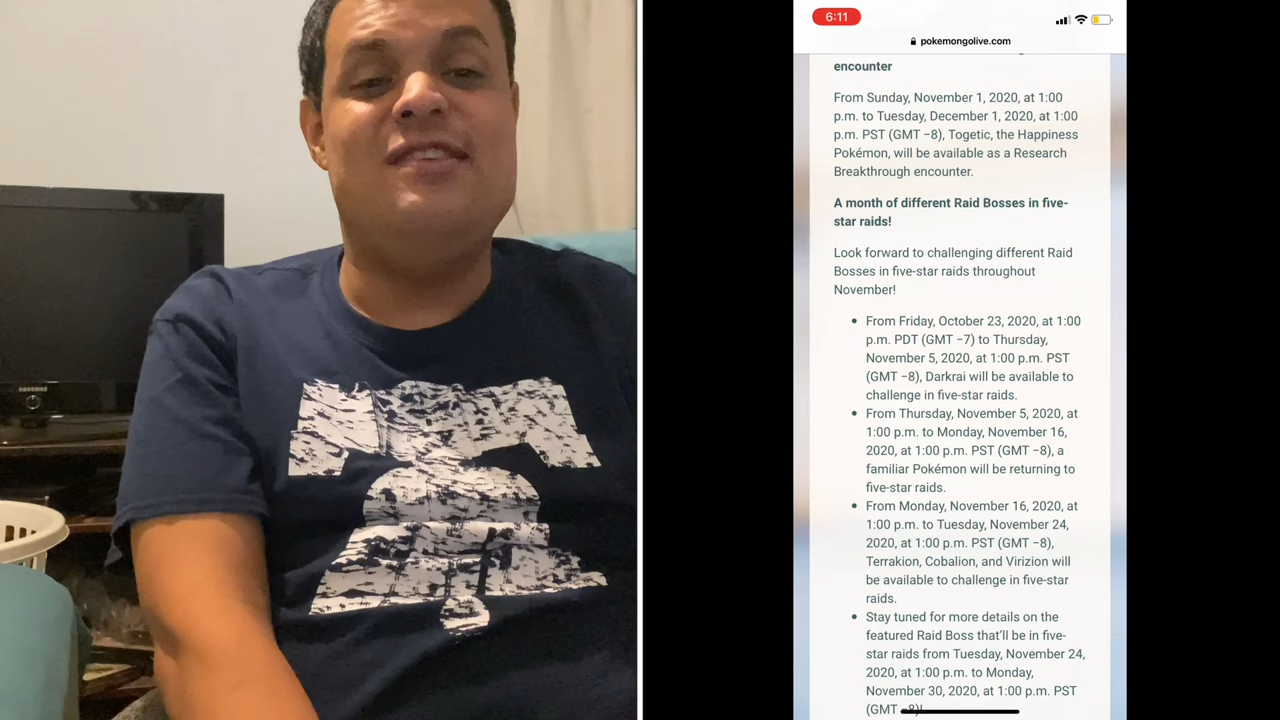 6:11
pokemongolive.com
encounter
From Sunday, November 1, 2020, at 1:00
p.m. to Tuesday, December 1, 2020, at 1:00
p.m. PST (GMT −8), Togetic, the Happiness
Pokémon, will be available as a Research
Breakthrough encounter.
A month of different Raid Bosses in five-
star raids!
Look forward to challenging different Raid
Bosses in five-star raids throughout
November!
• From Friday, October 23, 2020, at 1:00
p.m. PDT (GMT −7) to Thursday,
November 5, 2020, at 1:00 p.m. PST
(GMT −8), Darkrai will be available to
challenge in five-star raids.
• From Thursday, November 5, 2020, at
1:00 p.m. to Monday, November 16,
2020, at 1:00 p.m. PST (GMT −8), a
familiar Pokémon will be returning to
five-star raids.
• From Monday, November 16, 2020, at
1:00 p.m. to Tuesday, November 24,
2020, at 1:00 p.m. PST (GMT −8),
Terrakion, Cobalion, and Virizion will
be available to challenge in five-star
raids.
• Stay tuned for more details on the
featured Raid Boss that'll be in five-
star raids from Tuesday, November 24,
2020, at 1:00 p.m. to Monday,
November 30, 2020, at 1:00 p.m. PST
(GMT −8)!